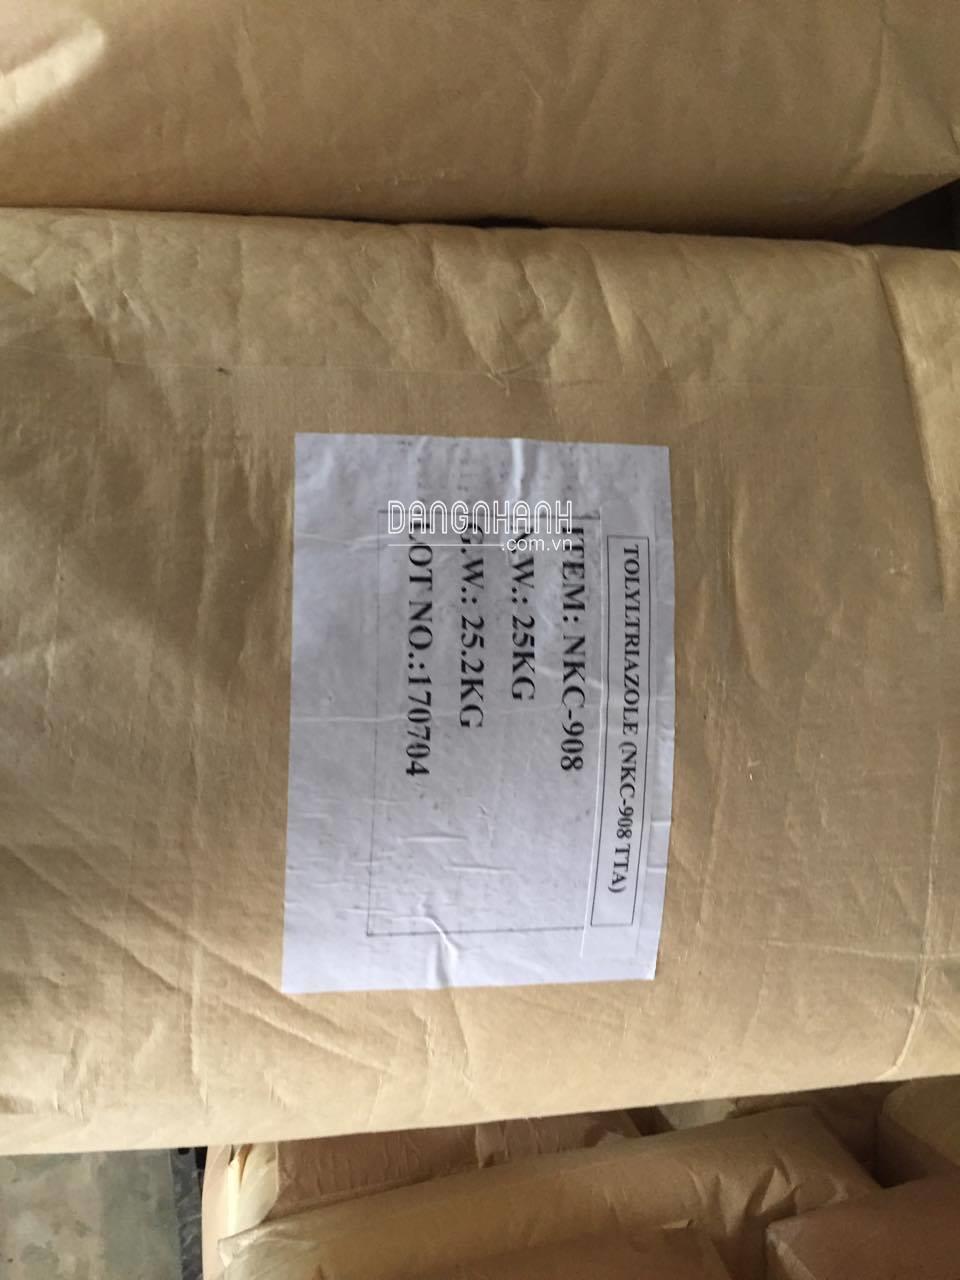 TOLYLTRIAZOLE (NKC-908 TTA)
ITEM: NKC-908
N.W.: 25KG
G.W.: 25.2KG
LOT NO.:170704
DANGNHANH
.com.vn